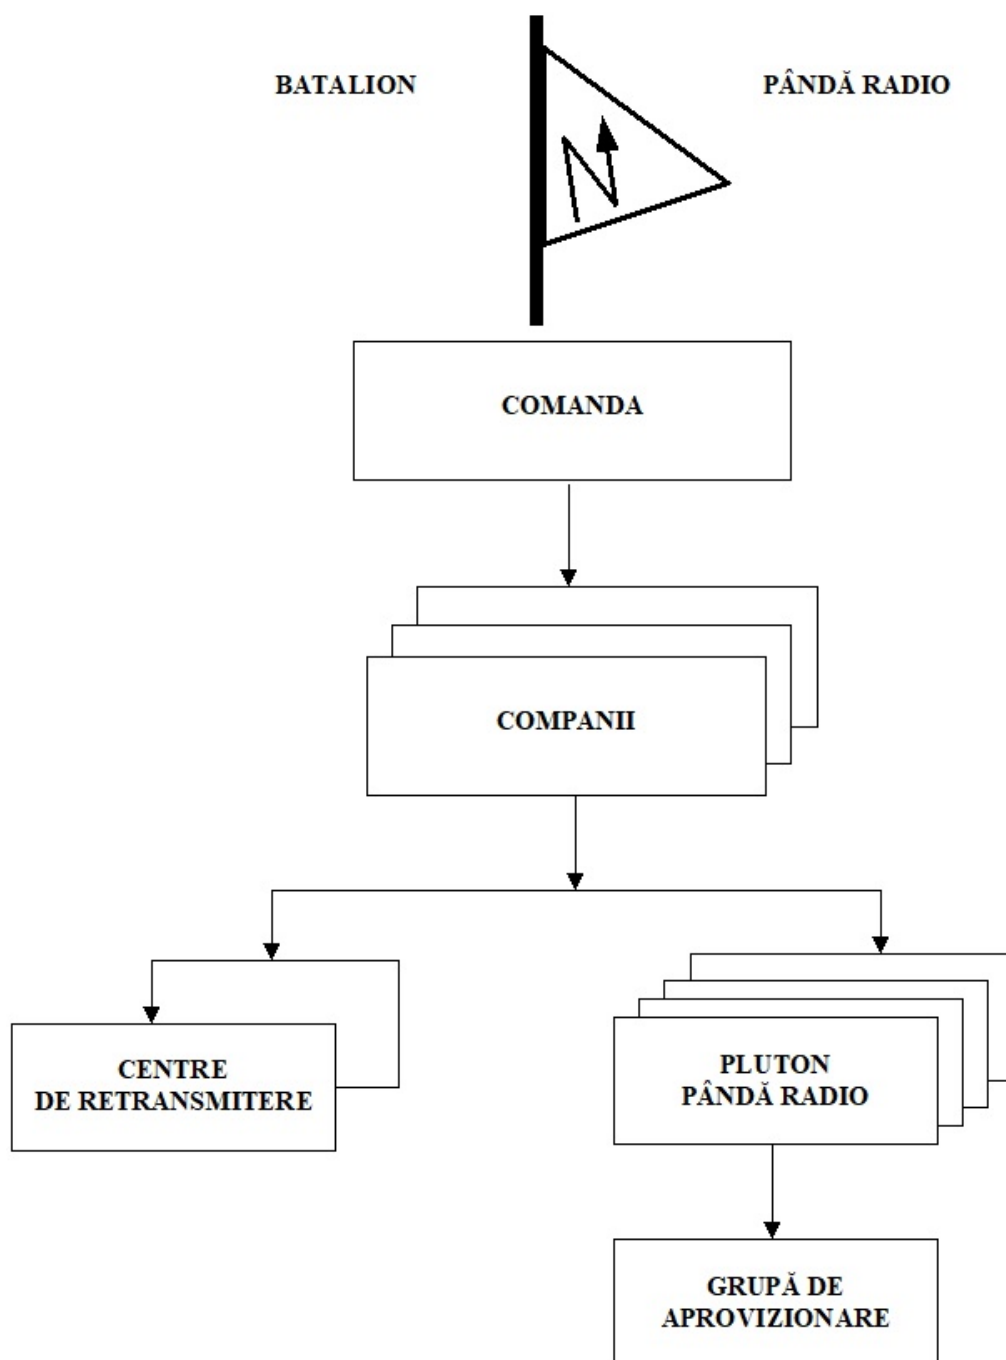 BATALION
PÂNDĂ RADIO
COMANDA
COMPANII
CENTRE
DE RETRANSMITERE
PLUTON
PÂNDĂ RADIO
GRUPĂ DE
APROVIZIONARE